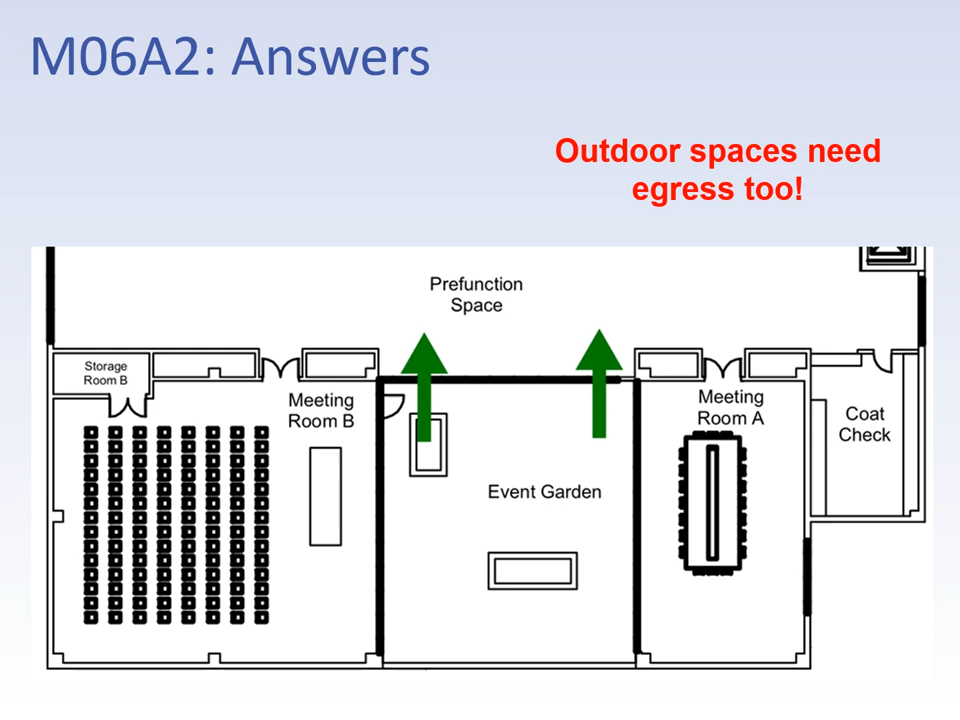 M06A2: Answers
Outdoor spaces need
egress too!
Prefunction
Space
Storage
Room B
Meeting
Room B
Meeting
Room A
Coat
Check
Event Garden